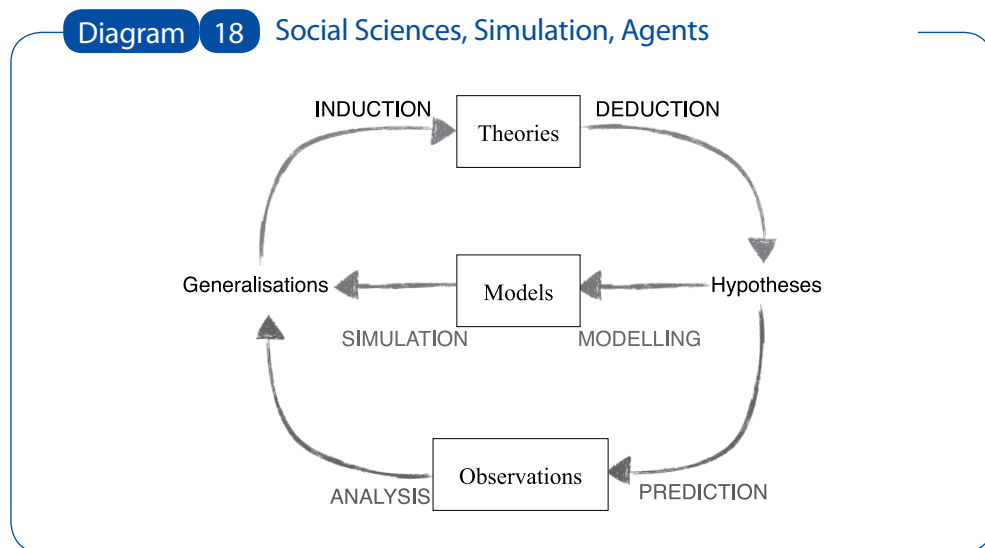 Diagram 18 Social Sciences, Simulation, Agents
INDUCTION DEDUCTION
Theories
Generalisations Models Hypotheses
SIMULATION MODELLING
Observations
ANALYSIS PREDICTION